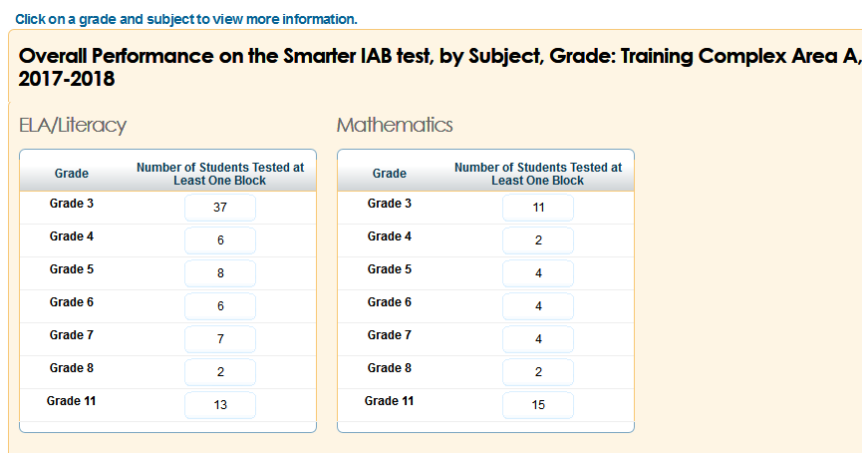 Click on a grade and subject to view more information.
Overall Performance on the Smarter IAB test, by Subject, Grade: Training Complex Area A,
2017-2018
ELA/Literacy
Grade Number of Students Tested at
Least One Block
Grade 3 37
Grade 4 6
Grade 5 8
Grade 6 6
Grade 7 7
Grade 8 2
Grade 11 13
Mathematics
Grade Number of Students Tested at
Least One Block
Grade 3 11
Grade 4 2
Grade 5 4
Grade 6 4
Grade 7 4
Grade 8 2
Grade 11 15